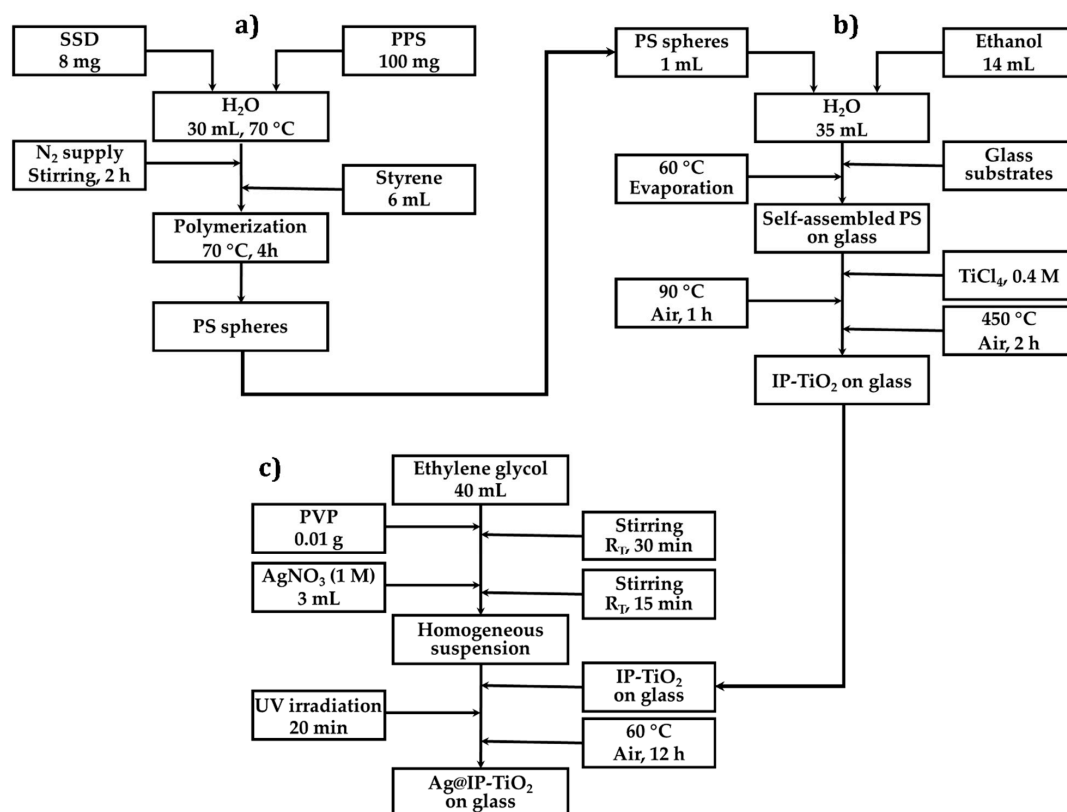 a)
SSD
8 mg
PPS
100 mg
H₂O
30 mL, 70 °C
N₂ supply
Stirring, 2 h
Styrene
6 mL
Polymerization
70 °C, 4h
PS spheres
b)
PS spheres
1 mL
Ethanol
14 mL
H₂O
35 mL
Glass
substrates
60 °C
Evaporation
Self-assembled PS
on glass
TiCl₄, 0.4 M
90 °C
Air, 1 h
450 °C
Air, 2 h
IP-TiO₂ on glass
c)
Ethylene glycol
40 mL
PVP
0.01 g
Stirring
R_T, 30 min
AgNO₃ (1 M)
3 mL
Stirring
R_T, 15 min
Homogeneous
suspension
IP-TiO₂
on glass
UV irradiation
20 min
60 °C
Air, 12 h
Ag@IP-TiO₂
on glass